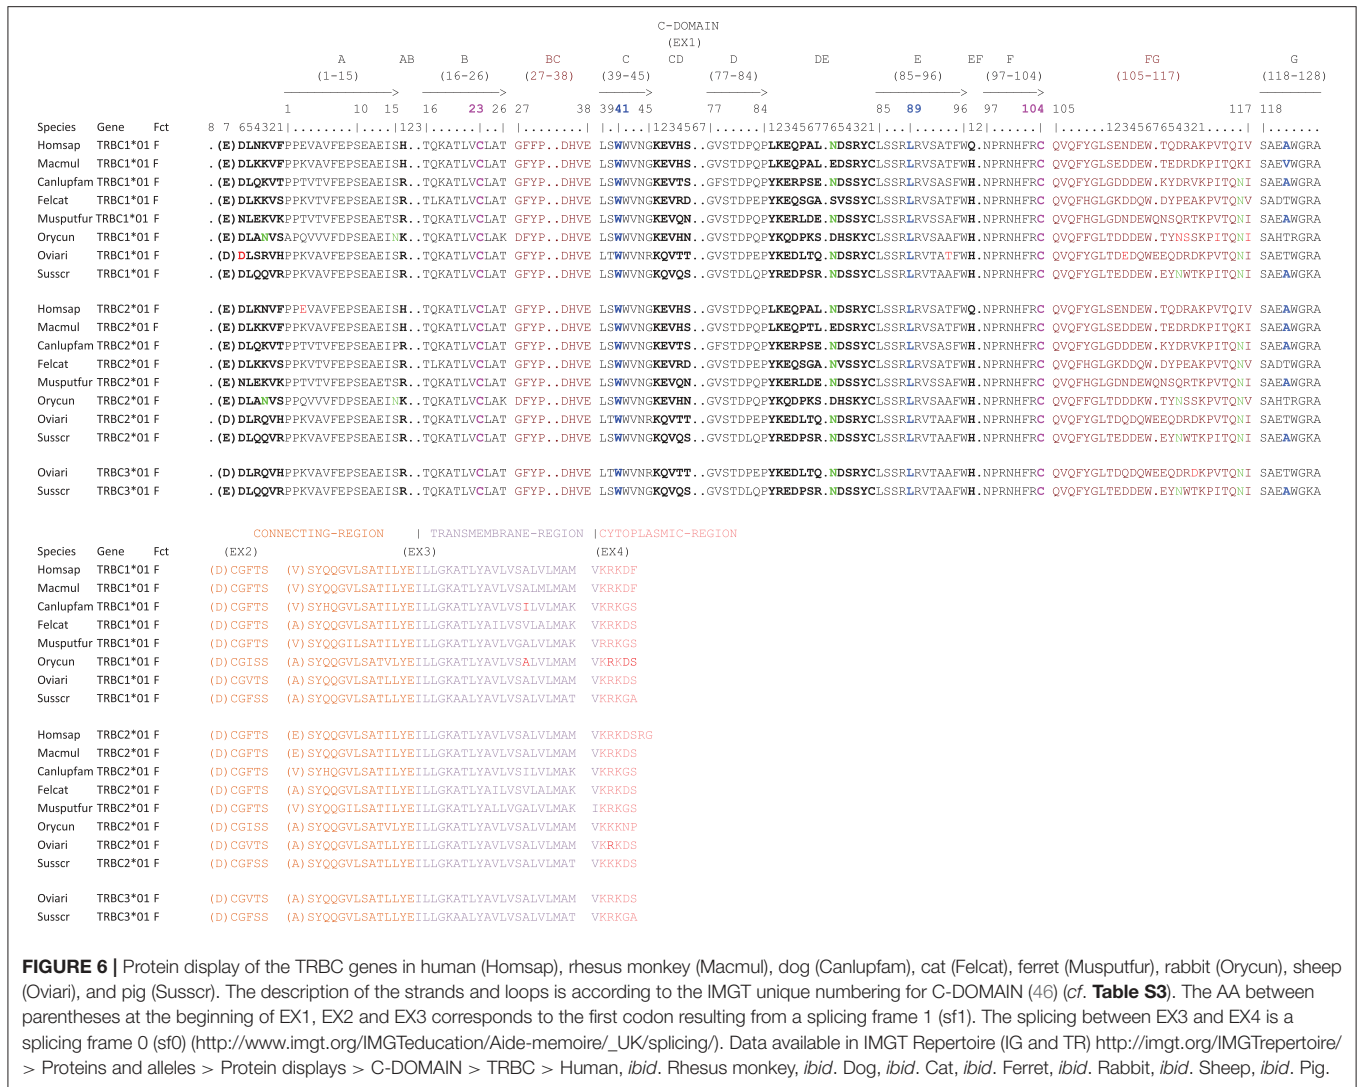 C-DOMAIN
(EX1)
A AB B BC C CD D DE E EF F FG G
(1-15) (16-26) (27-38) (39-45) (77-84) (85-96) (97-104) (105-117) (118-128)
1 10 15 16 23 26 27 38 39 41 45 77 84 85 89 96 97 104 105 117 118
Species Gene Fct 8 7 654321|........|....|123|......|..| |..........| |.|...|1234567|......|12345677654321|...|......|12|......| |.......1234567654321.....| |.........
Homsap TRBC1*01 F .(E)DLNKVFPPEVAVFEPSEAEISH..TQKATLVCLAT GFFP..DHVE LSWWVNGKEVHS..GVSTDPQPLKEQPAL.NDSRYCLSSRLRVSATFWQ.NPRNHFRC QVQFYGLSENDEW.TQDRAKPVTQIV SAEAWGRA
Macmul TRBC1*01 F .(E)DLKKVFPPKVAVFEPSEAEISH..TQKATLVCLAT GFYP..DHVE LSWWVNGKEVHS..GVSTDPQPLKEQPAL.EDSRYCLSSRLRVSATFWH.NPRNHFRC QVQFYGLSENDEW.TEDRDKPITQKI SAEVWGRA
Canlupfam TRBC1*01 F .(E)DLQKVTPPTVTVFEPSEAEISR..TQKATLVCLAT GFYP..DHVE LSWWVNGKEVTS..GFSTDPQPYKERPSE.NDSSYCLSSRLRVSASFWH.NPRNHFRC QVQFYGLGDDDEW.KYDRVKPITQNI SAEAWGRA
Felcat TRBC1*01 F .(E)DLKKVSPPTVTVFEPSEAEISR..TQKATLVCLAT GFYP..DHVE LSWWVNGKEVRD..GVSTDPQPYKEQSGA.SVSSYCLSSRLRVSATFWH.NPRNHFRC QVQFHGLGKDDQW.DYPEAKPVTQNV SADTWGRA
Musputfur TRBC1*01 F .(E)NLEKVKPPTVTVFEPSEAEISR..TQKATLVCLAT GFYP..DHVE LSWWVNGKEVQN..GVSTDPQPYKERLDE.NDSSYCLSSRLRVSATFWH.NPRNHFRC QVQFHGLGDNDEWQNSQRTKPITQNI SAEAWGRA
Orycun TRBC1*01 F .(E)DLANVSAPQVVVFDPSEAEINK..TQKATLVCLAK DFYP..DHVE LSWWVNGKEVHN..GVSTDPQPYKQDPKS.DHSKYCLSSRLRVSAAFWH.NPRNHFRC QVQFFGLTDDDEW.TYNSSKPVTQNI SAHTRGRA
Oviari TRBC1*01 F .(D)DLSRVHPPKVAVFEPSEAEISR..TQKATLVCLAT GFYP..DHVE LTWWVNGKQVTT..GVSTDPEPYKEDLTQ.NDSRYCLSSRLRVTATFWH.NPRNHFRC QVQFYGLTDEDQWEEQDRDKPVTQNI SAETWGRA
Susscr TRBC1*01 F .(E)DLQQVRPPKVAVFEPSEAEISR..TQKATLVCLAT GFYP..DHVE LSWWVNGKQVQS..GVSTDLQPYREDPSR.NDSSYCLSSRLRVTAAFWH.NPRNHFRC QVQFYGLTEDDEW.EYNWTKPITQNI SAEAWGKA
Homsap TRBC2*01 F .(E)DLKNVFPPEVAVFEPSEAEISH..TQKATLVCLAT GFYP..DHVE LSWWVNGKEVHS..GVSTDPQPLKEQPAL.NDSRYCLSSRLRVSATFWQ.NPRNHFRC QVQFYGLSENDEW.TQDRAKPVTQIV SAEAWGRA
Macmul TRBC2*01 F .(E)DLKKVFPPKVAVFEPSEAEISH..TQKATLVCLAT GFYP..DHVE LSWWVNGKEVHS..GVSTDPQPLKEQPTL.EDSRYCLSSRLRVSATFWH.NPRNHFRC QVQFYGLSENDEW.TEDRDKPITQKI SAEAWGRA
Canlupfam TRBC2*01 F .(E)DLQKVTPPTVTVFEPSEAEISR..TQKATLVCLAT GFYP..DHVE LSWWVNGKEVTS..GFSTDPQPYKERPSE.NDSSYCLSSRLRVSASFWH.NPRNHFRC QVQFYGLGDDDEW.KYDRVKPITQNI SAEAWGRA
Felcat TRBC2*01 F .(E)DLKKVSPPTVTVFEPSEAEISR..TQKATLVCLAT GFYP..DHVE LSWWVNGKEVRD..GVSTDPQPYKEQSGA.NVSSYCLSSRLRVSATFWH.NPRNHFRC QVQFHGLGKDDQW.DYPEAKPVTQNV SADTWGRA
Musputfur TRBC2*01 F .(E)NLEKVKPPTVTVFEPSEAEISR..TQKATLVCLAT GFYP..DHVE LSWWVNGKEVQN..GVSTDPQPYKERLDE.NDSSYCLSSRLRVSATFWH.NPRNHFRC QVQFHGLGDNDEWQNSQRTKPITQNI SAEAWGRA
Orycun TRBC2*01 F .(E)DLANVSPPQVVVFDPSEAEINK..TQKATLVCLAK DFYP..DHVE LSWWVNGKEVHN..GVSTDPQPYKQDPKS.DHSKYCLSSRLRVSAAFWH.NPRNHFRC QVQFFGLTDDDEW.TYNSSKPVTQNV SAHTRGRA
Oviari TRBC2*01 F .(D)DLRQVHPPKVAVFEPSEAEISR..TQKATLVCLAT GFYP..DHVE LTWWVNRKQVTT..GVSTDPEPYKEDLTQ.NDSRYCLSSRLRVTAAFWH.NPRNHFRC QVQFYGLTDQDQWEEQDRDKPVTQNI SAETWGRA
Susscr TRBC2*01 F .(E)DLQQVRPPKVAVFEPSEAEISR..TQKATLVCLAT GFYP..DHVE LSWWVNGKQVQS..GVSTDLQPYREDPSR.NDSSYCLSSRLRVTAAFWH.NPRNHFRC QVQFYGLTEDDEW.EYNWTKPITQNI SAEAWGKA
Oviari TRBC3*01 F .(D)DLRQVHPPKVAVFEPSEAEISR..TQKATLVCLAT GFYP..DHVE LTWWVNRKQVTT..GVSTDPEPYKEDLTQ.NDSRYCLSSRLRVTAAFWH.NPRNHFRC QVQFYGLTDQDQWEEQDRDKPVTQNI SAETWGRA
Susscr TRBC3*01 F .(E)DLQQVRPPKVAVFEPSEAEISR..TQKATLVCLAT GFYP..DHVE LSWWVNGKQVQS..GVSTDLQPYREDPSR.NDSSYCLSSRLRVTAAFWH.NPRNHFRC QVQFYGLTEDDEW.EYNWTKPITQNI SAEAWGKA
CONNECTING-REGION | TRANSMEMBRANE-REGION |CYTOPLASMIC-REGION
Species Gene Fct (EX2) (EX3) (EX4)
Homsap TRBC1*01 F (D)CGFTS (V)SYQQGVLSATILYEILLGKATLYAVLVSALVLMAM VKRKDF
Macmul TRBC1*01 F (D)CGFTS (V)SYQQGVLSATILYEILLGKATLYAVLVSALMLMAM VKRKDF
Canlupfam TRBC1*01 F (D)CGFTS (V)SYHQGVLSATILYEILLGKATLYAVLVSILVLMAK VKRKGS
Felcat TRBC1*01 F (D)CGFTS (A)SYQQGVLSATILYEILLGKATLYAILVSVLALMAM VKRKDS
Musputfur TRBC1*01 F (D)CGFTS (V)SYQQGILSATILYEILLGKATLYAVLVGALVLMAK VRRKGS
Orycun TRBC1*01 F (D)CGISS (A)SYQQGVLSATVLYEILLGKATLYAVLVSALVLMAM VKRKDS
Oviari TRBC1*01 F (D)CGVTS (A)SYQQGVLSATLLYEILLGKATLYAVLVSALVLMAM VKRKDS
Susscr TRBC1*01 F (D)CGFSS (A)SYQQGVLSATLLYEILLGKAALYAVLVSALVLMAT VKRKGA
Homsap TRBC2*01 F (D)CGFTS (E)SYQQGVLSATILYEILLGKATLYAVLVSALVLMAM VKRKDSRG
Macmul TRBC2*01 F (D)CGFTS (E)SYQQGVLSATILYEILLGKATLYAVLVSALVLMAM VKRKDS
Canlupfam TRBC2*01 F (D)CGFTS (V)SYHQGVLSATILYEILLGKATLYAVLVSILVLMAK VKRKGS
Felcat TRBC2*01 F (D)CGFTS (A)SYQQGVLSATILYEILLGKATLYAILVSVLALMAM VKRKDS
Musputfur TRBC2*01 F (D)CGFTS (V)SYQQGILSATILYEILLGKATLYALLVGALVLMAK IKRKGS
Orycun TRBC2*01 F (D)CGISS (A)SYQQGVLSATVLYEILLGKATLYAVLVSALVLMAM VKKKNP
Oviari TRBC2*01 F (D)CGVTS (A)SYQQGVLSATLLYEILLGKATLYAVLVSALVLMAM VKRKDS
Susscr TRBC2*01 F (D)CGFSS (A)SYQQGVLSATLLYEILLGKATLYAVLVSALVLMAT VKKKDS
Oviari TRBC3*01 F (D)CGVTS (A)SYQQGVLSATLLYEILLGKATLYAVLVSALVLMAM VKRKDS
Susscr TRBC3*01 F (D)CGFSS (A)SYQQGVLSATLLYEILLGKAALYAVLVSALVLMAT VKRKGA
FIGURE 6 | Protein display of the TRBC genes in human (Homsap), rhesus monkey (Macmul), dog (Canlupfam), cat (Felcat), ferret (Musputfur), rabbit (Orycun), sheep
(Oviari), and pig (Susscr). The description of the strands and loops is according to the IMGT unique numbering for C-DOMAIN (46) (cf. Table S3). The AA between
parentheses at the beginning of EX1, EX2 and EX3 corresponds to the first codon resulting from a splicing frame 1 (sf1). The splicing between EX3 and EX4 is a
splicing frame 0 (sf0) (http://www.imgt.org/IMGTeducation/Aide-memoire/_UK/splicing/). Data available in IMGT Repertoire (IG and TR) http://imgt.org/IMGTrepertoire/
> Proteins and alleles > Protein displays > C-DOMAIN > TRBC > Human, ibid. Rhesus monkey, ibid. Dog, ibid. Cat, ibid. Ferret, ibid. Rabbit, ibid. Sheep, ibid. Pig.